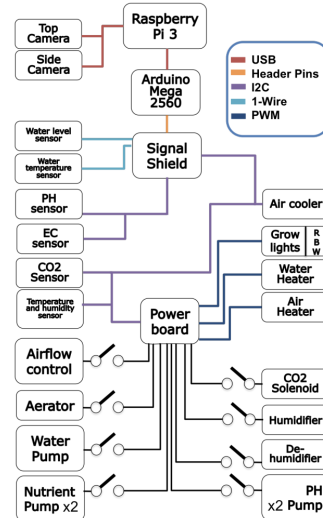 Top
Camera
Side
Camera
Raspberry
Pi 3
Arduino
Mega
2560
USB
Header Pins
I2C
1-Wire
PWM
Water level
sensor
Water
temperature
sensor
Signal
Shield
PH
sensor
EC
sensor
CO2
Sensor
Temperature
and humidity
sensor
Air cooler
Grow
lights
R
B
W
Water
Heater
Air
Heater
Power
board
Airflow
control
Aerator
Water
Pump
Nutrient
Pump x2
CO2
Solenoid
Humidifier
De-
humidifier
PH
x2 Pump